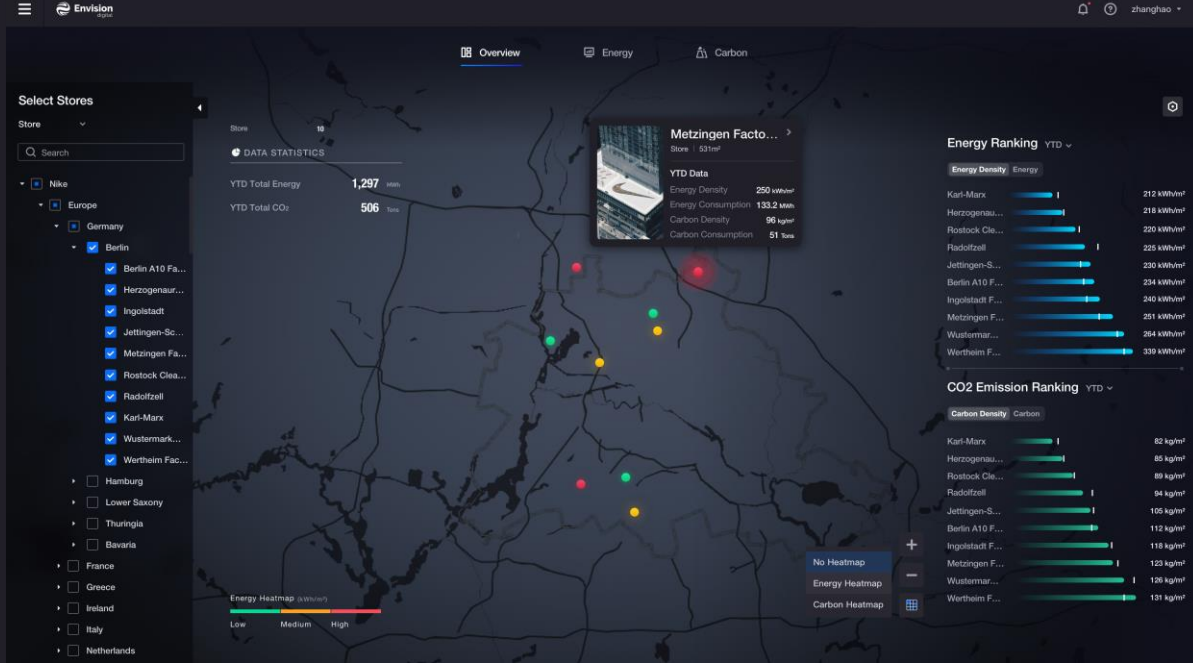 Envision
digital
zhanghao
Overview
Energy
Carbon
Select Stores
Store
Search
Nike
Europe
Germany
Berlin
Berlin A10 Fa...
Herzogenaur...
Ingolstadt
Jettingen-Sc...
Metzingen Fa...
Rostock Clea...
Radolfzell
Karl-Marx
Wustermark...
Wertheim Fac...
Hamburg
Lower Saxony
Thuringia
Bavaria
France
Greece
Ireland
Italy
Netherlands
Store 10
DATA STATISTICS
YTD Total Energy 1,297 MWh
YTD Total CO₂ 506 Tons
Metzingen Facto...
Store | 531m²
YTD Data
Energy Density 250 kWh/m²
Energy Consumption 133.2 MWh
Carbon Density 96 kg/m²
Carbon Consumption 51 Tons
Energy Heatmap (kWh/m²)
Low Medium High
No Heatmap
Energy Heatmap
Carbon Heatmap
Energy Ranking YTD
Energy Density Energy
Karl-Marx 212 kWh/m²
Herzogenau... 218 kWh/m²
Rostock Cle... 220 kWh/m²
Radolfzell 225 kWh/m²
Jettingen-S... 230 kWh/m²
Berlin A10 F... 234 kWh/m²
Ingolstadt F... 240 kWh/m²
Metzingen F... 251 kWh/m²
Wustermar... 264 kWh/m²
Wertheim F... 339 kWh/m²
CO2 Emission Ranking YTD
Carbon Density Carbon
Karl-Marx 82 kg/m²
Herzogenau... 85 kg/m²
Rostock Cle... 89 kg/m²
Radolfzell 94 kg/m²
Jettingen-S... 105 kg/m²
Berlin A10 F... 112 kg/m²
Ingolstadt F... 118 kg/m²
Metzingen F... 123 kg/m²
Wustermar... 126 kg/m²
Wertheim F... 131 kg/m²